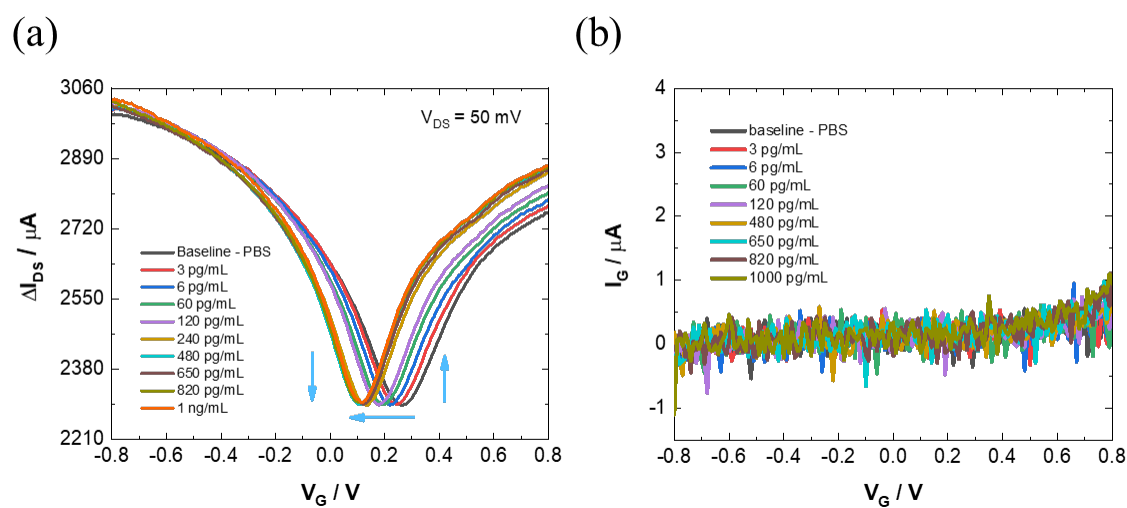 (a)
(b)
3060
2890
2720
2550
2380
2210
ΔI_DS / μA
V_DS = 50 mV
Baseline - PBS
3 pg/mL
6 pg/mL
60 pg/mL
120 pg/mL
240 pg/mL
480 pg/mL
650 pg/mL
820 pg/mL
1 ng/mL
-0.8 -0.6 -0.4 -0.2 0.0 0.2 0.4 0.6 0.8
V_G / V
4
3
2
1
0
-1
I_G / μA
baseline - PBS
3 pg/mL
6 pg/mL
60 pg/mL
120 pg/mL
480 pg/mL
650 pg/mL
820 pg/mL
1000 pg/mL
-0.8 -0.6 -0.4 -0.2 0.0 0.2 0.4 0.6 0.8
V_G / V